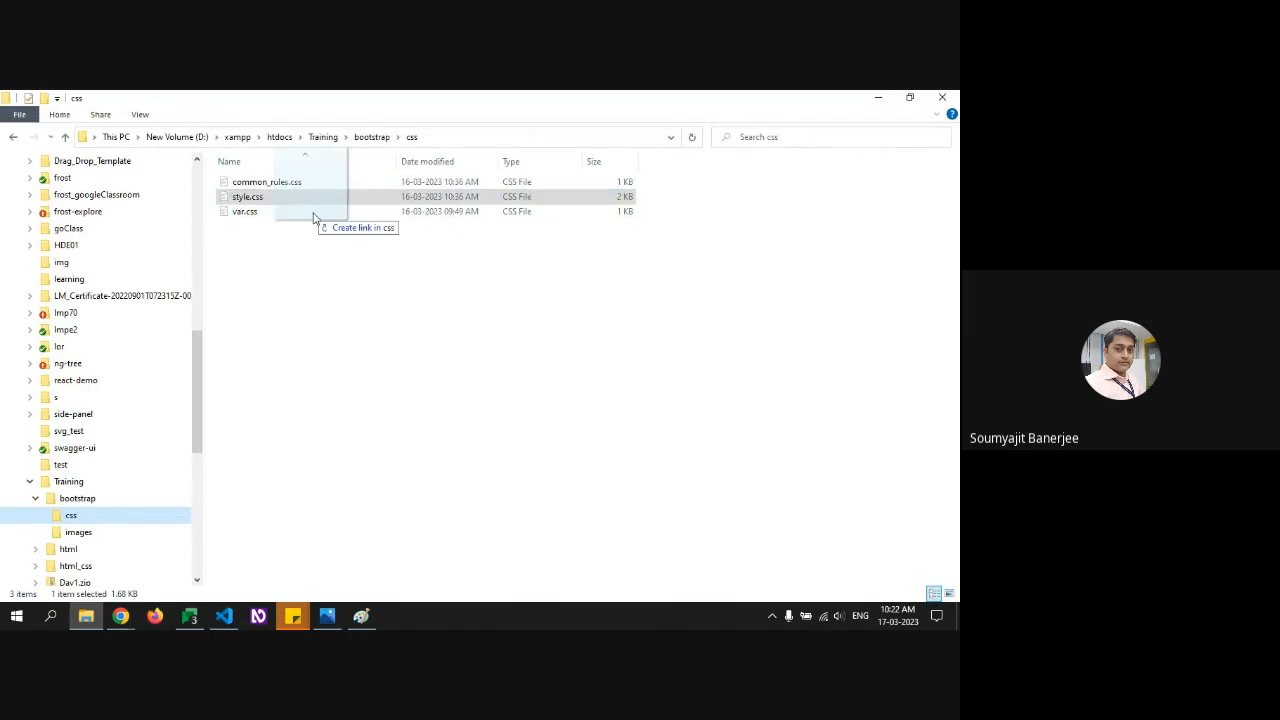 css
File Home Share View
This PC New Volume (D:) xampp htdocs Training bootstrap css Search css
Name Date modified Type Size
common_rules.css 16-03-2023 10:36 AM CSS File 1 KB
style.css 16-03-2023 10:36 AM CSS File 2 KB
var.css 16-03-2023 09:49 AM CSS File 1 KB
Create link in css
Drag_Drop_Template
frost
frost_googleClassroom
frost-explore
goClass
HDE01
img
learning
LM_Certificate-20220901T072315Z-00
lmp70
lmpe2
lor
ng-tree
react-demo
s
side-panel
svg_test
swagger-ui
test
Training
bootstrap
css
images
html
html_css
Dav1.zip
3 items 1 item selected 1.68 KB
ENG
10:22 AM
17-03-2023
Soumyajit Banerjee